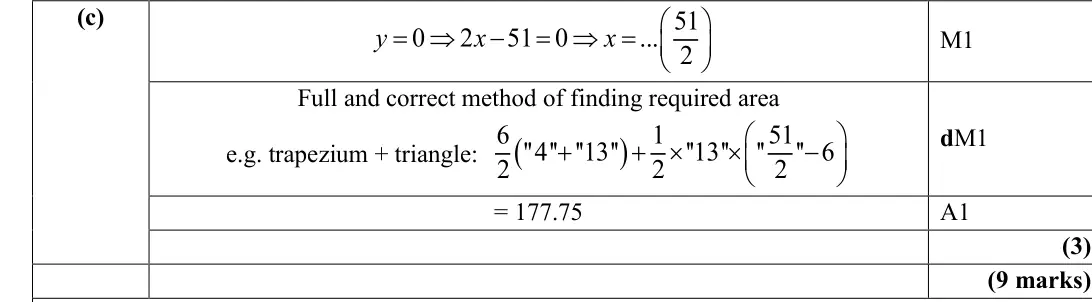 (c)
y = 0 ⇒ 2x − 51 = 0 ⇒ x = ...(51/2)
M1
Full and correct method of finding required area
e.g. trapezium + triangle: 6/2("4"+"13") + 1/2 × "13" × ("51/2" − 6)
dM1
= 177.75
A1
(3)
(9 marks)